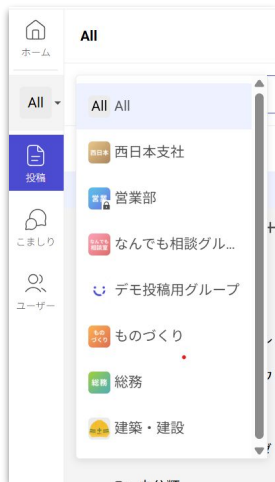 ホーム
All
All
投稿
こましり
ユーザー
All All
西日本 西日本支社
営業 営業部
なんでも
相談室
なんでも相談グル...
デモ投稿用グループ
もの
づくり
ものづくり
総務 総務
建築・建設